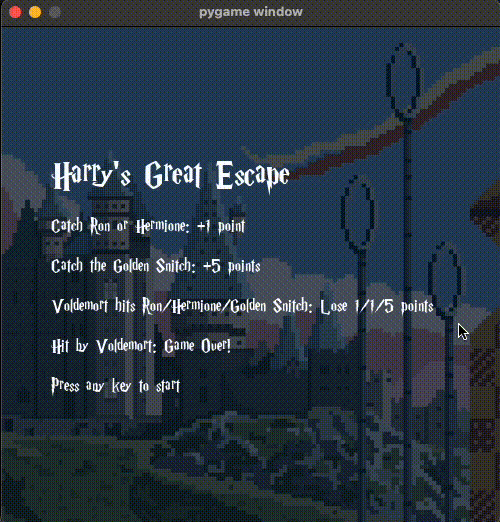 pygame window
Harry's Great Escape
Catch Ron or Hermione: +1 point
Catch the Golden Snitch: +5 points
Voldemort hits Ron/Hermione/Golden Snitch: Lose 1/1/5 points
Hit by Voldemort: Game Over!
Press any key to start